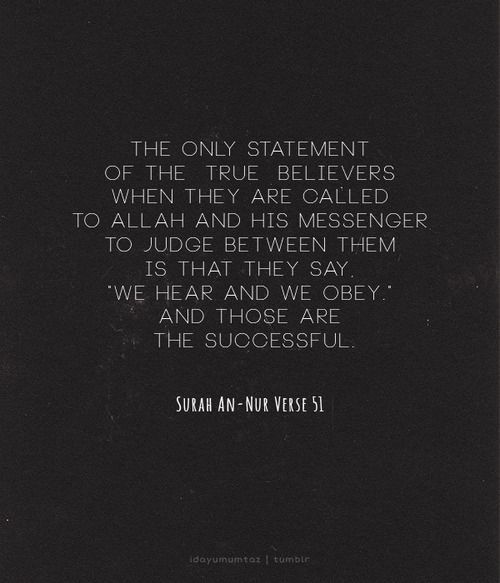 THE ONLY STATEMENT
OF THE TRUE BELIEVERS
WHEN THEY ARE CALLED
TO ALLAH AND HIS MESSENGER
TO JUDGE BETWEEN THEM
IS THAT THEY SAY,
"WE HEAR AND WE OBEY."
AND THOSE ARE
THE SUCCESSFUL.
SURAH AN-NUR VERSE 51
idayumumtaz | tumblr